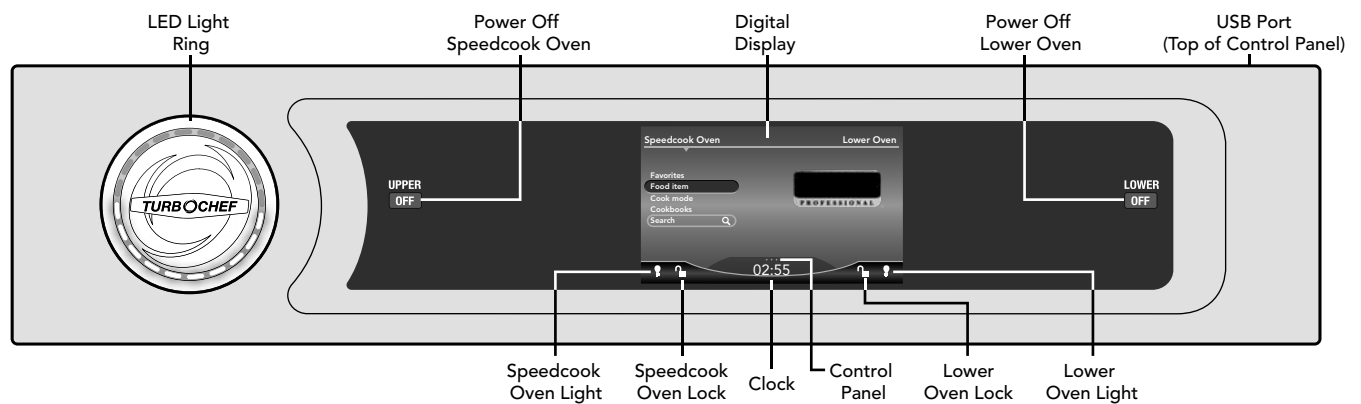 LED Light
Ring
Power Off
Speedcook Oven
Digital
Display
Power Off
Lower Oven
USB Port
(Top of Control Panel)
TURBOCHEF
UPPER
OFF
Speedcook Oven
Lower Oven
Favorites
Food item
Cook mode
Cookbooks
Search
PROFESSIONAL
02:55
LOWER
OFF
Speedcook
Oven Light
Speedcook
Oven Lock
Clock
Control
Panel
Lower
Oven Lock
Lower
Oven Light